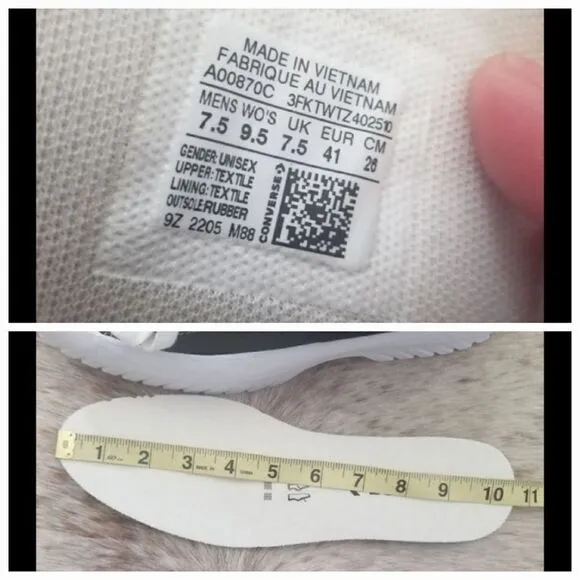 MADE IN VIETNAM
FABRIQUE AU VIETNAM
A00870C 3FKTWTZ402510
MENS WO'S UK EUR CM
7.5 9.5 7.5 41 26
GENDER: UNISEX
UPPER: TEXTILE
LINING: TEXTILE
OUTSOLE:RUBBER
9Z 2205 M88
CONVERSE
1 2 3 MADE IN 4 5 6 7 8 9 10 11